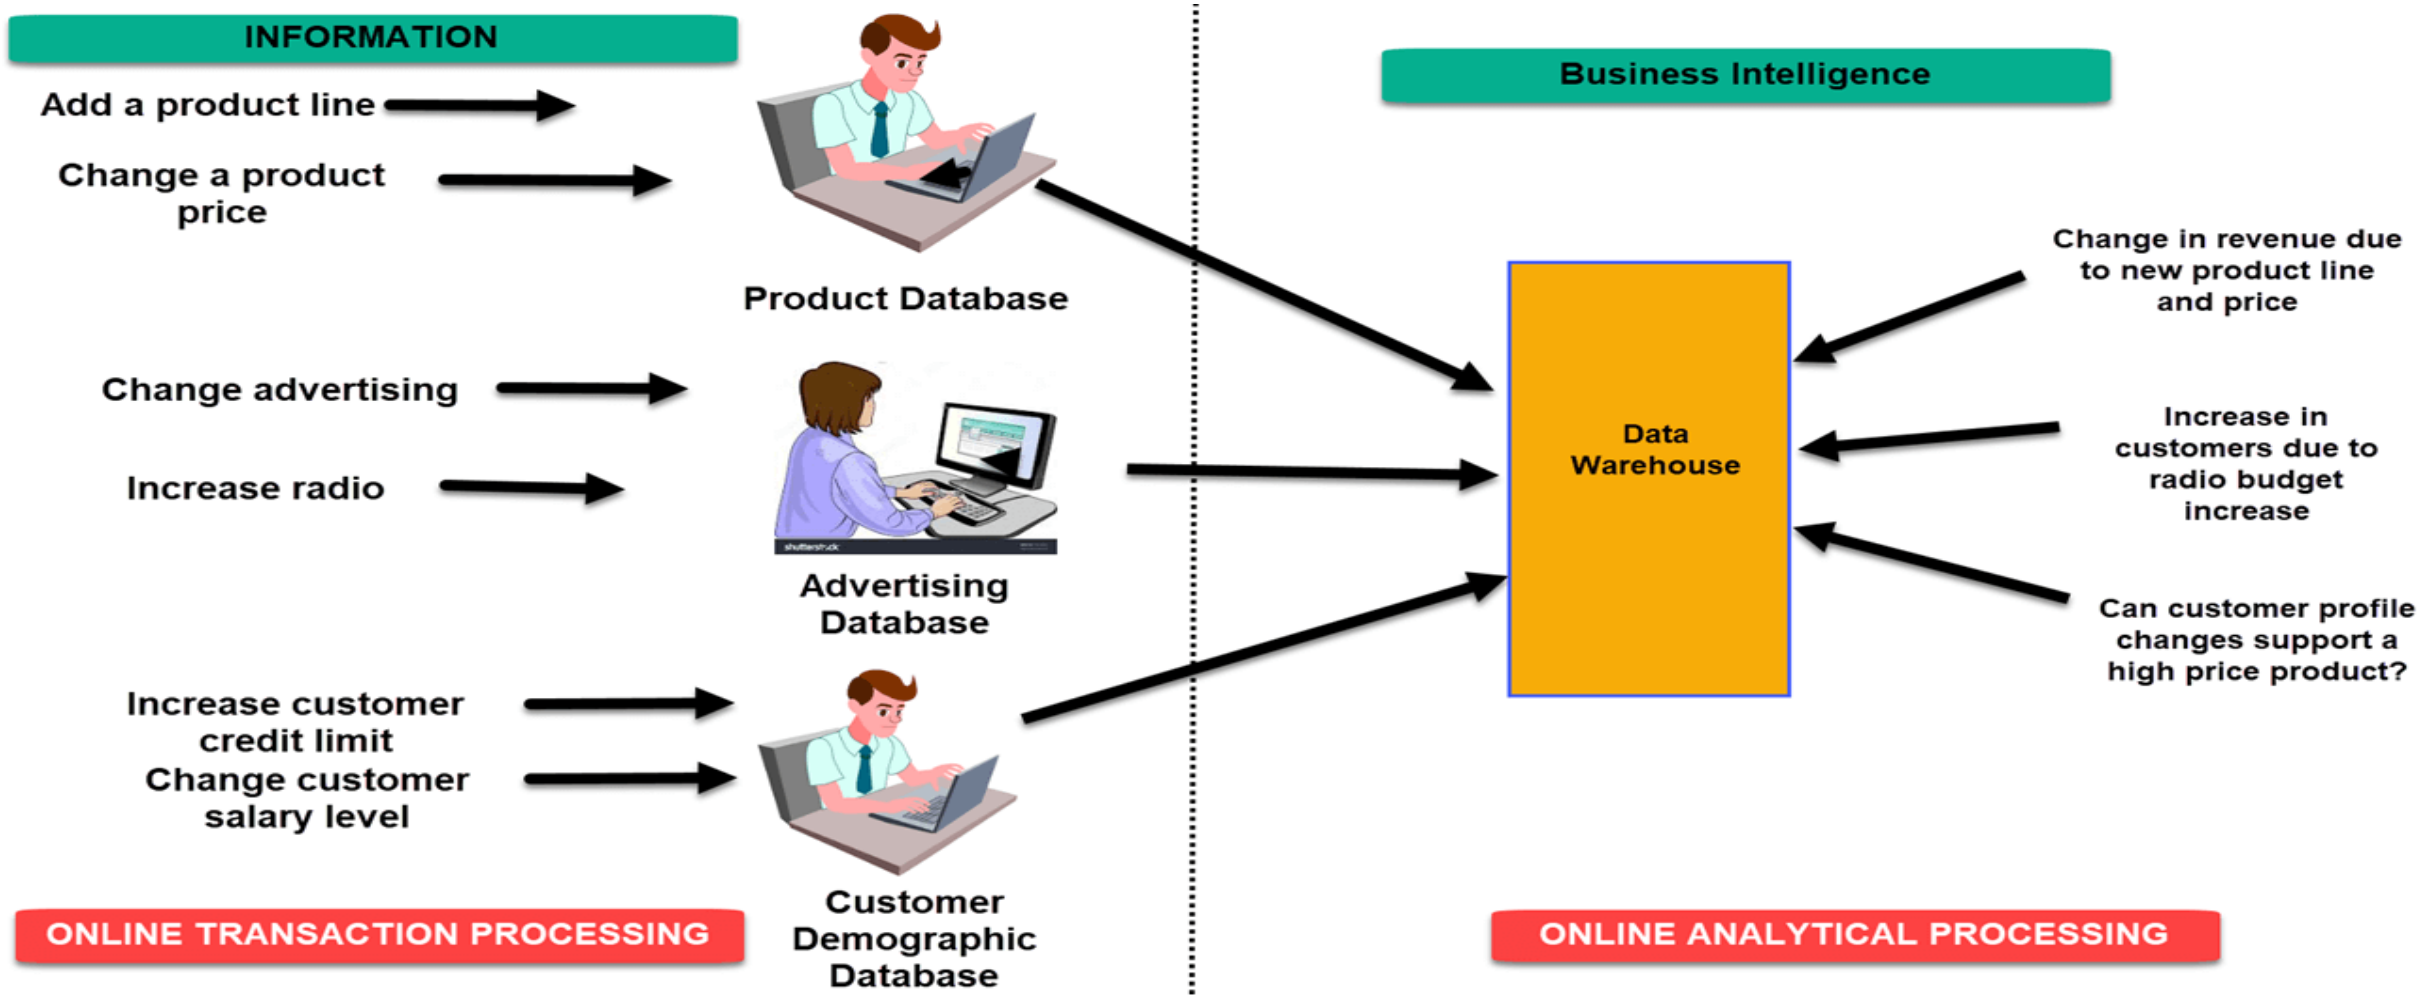 INFORMATION
Add a product line
Change a product
price
Product Database
Change advertising
Increase radio
shutterstock
Advertising
Database
Increase customer
credit limit
Change customer
salary level
Customer
Demographic
Database
ONLINE TRANSACTION PROCESSING
Business Intelligence
Data
Warehouse
Change in revenue due
to new product line
and price
Increase in
customers due to
radio budget
increase
Can customer profile
changes support a
high price product?
ONLINE ANALYTICAL PROCESSING